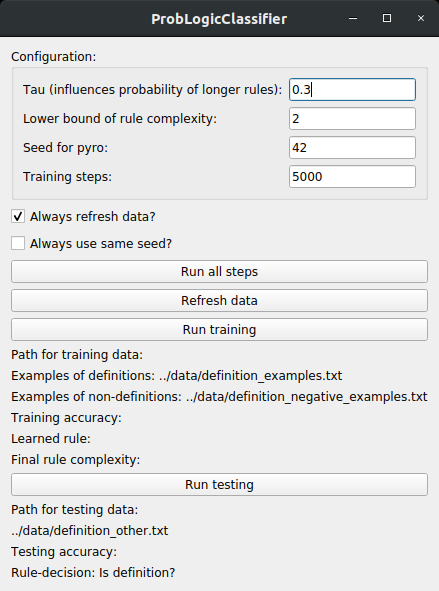 ProbLogicClassifier
Configuration:
Tau (influences probability of longer rules): 0.3
Lower bound of rule complexity: 2
Seed for pyro: 42
Training steps: 5000
Always refresh data?
Always use same seed?
Run all steps
Refresh data
Run training
Path for training data:
Examples of definitions: ../data/definition_examples.txt
Examples of non-definitions: ../data/definition_negative_examples.txt
Training accuracy:
Learned rule:
Final rule complexity:
Run testing
Path for testing data:
../data/definition_other.txt
Testing accuracy:
Rule-decision: Is definition?